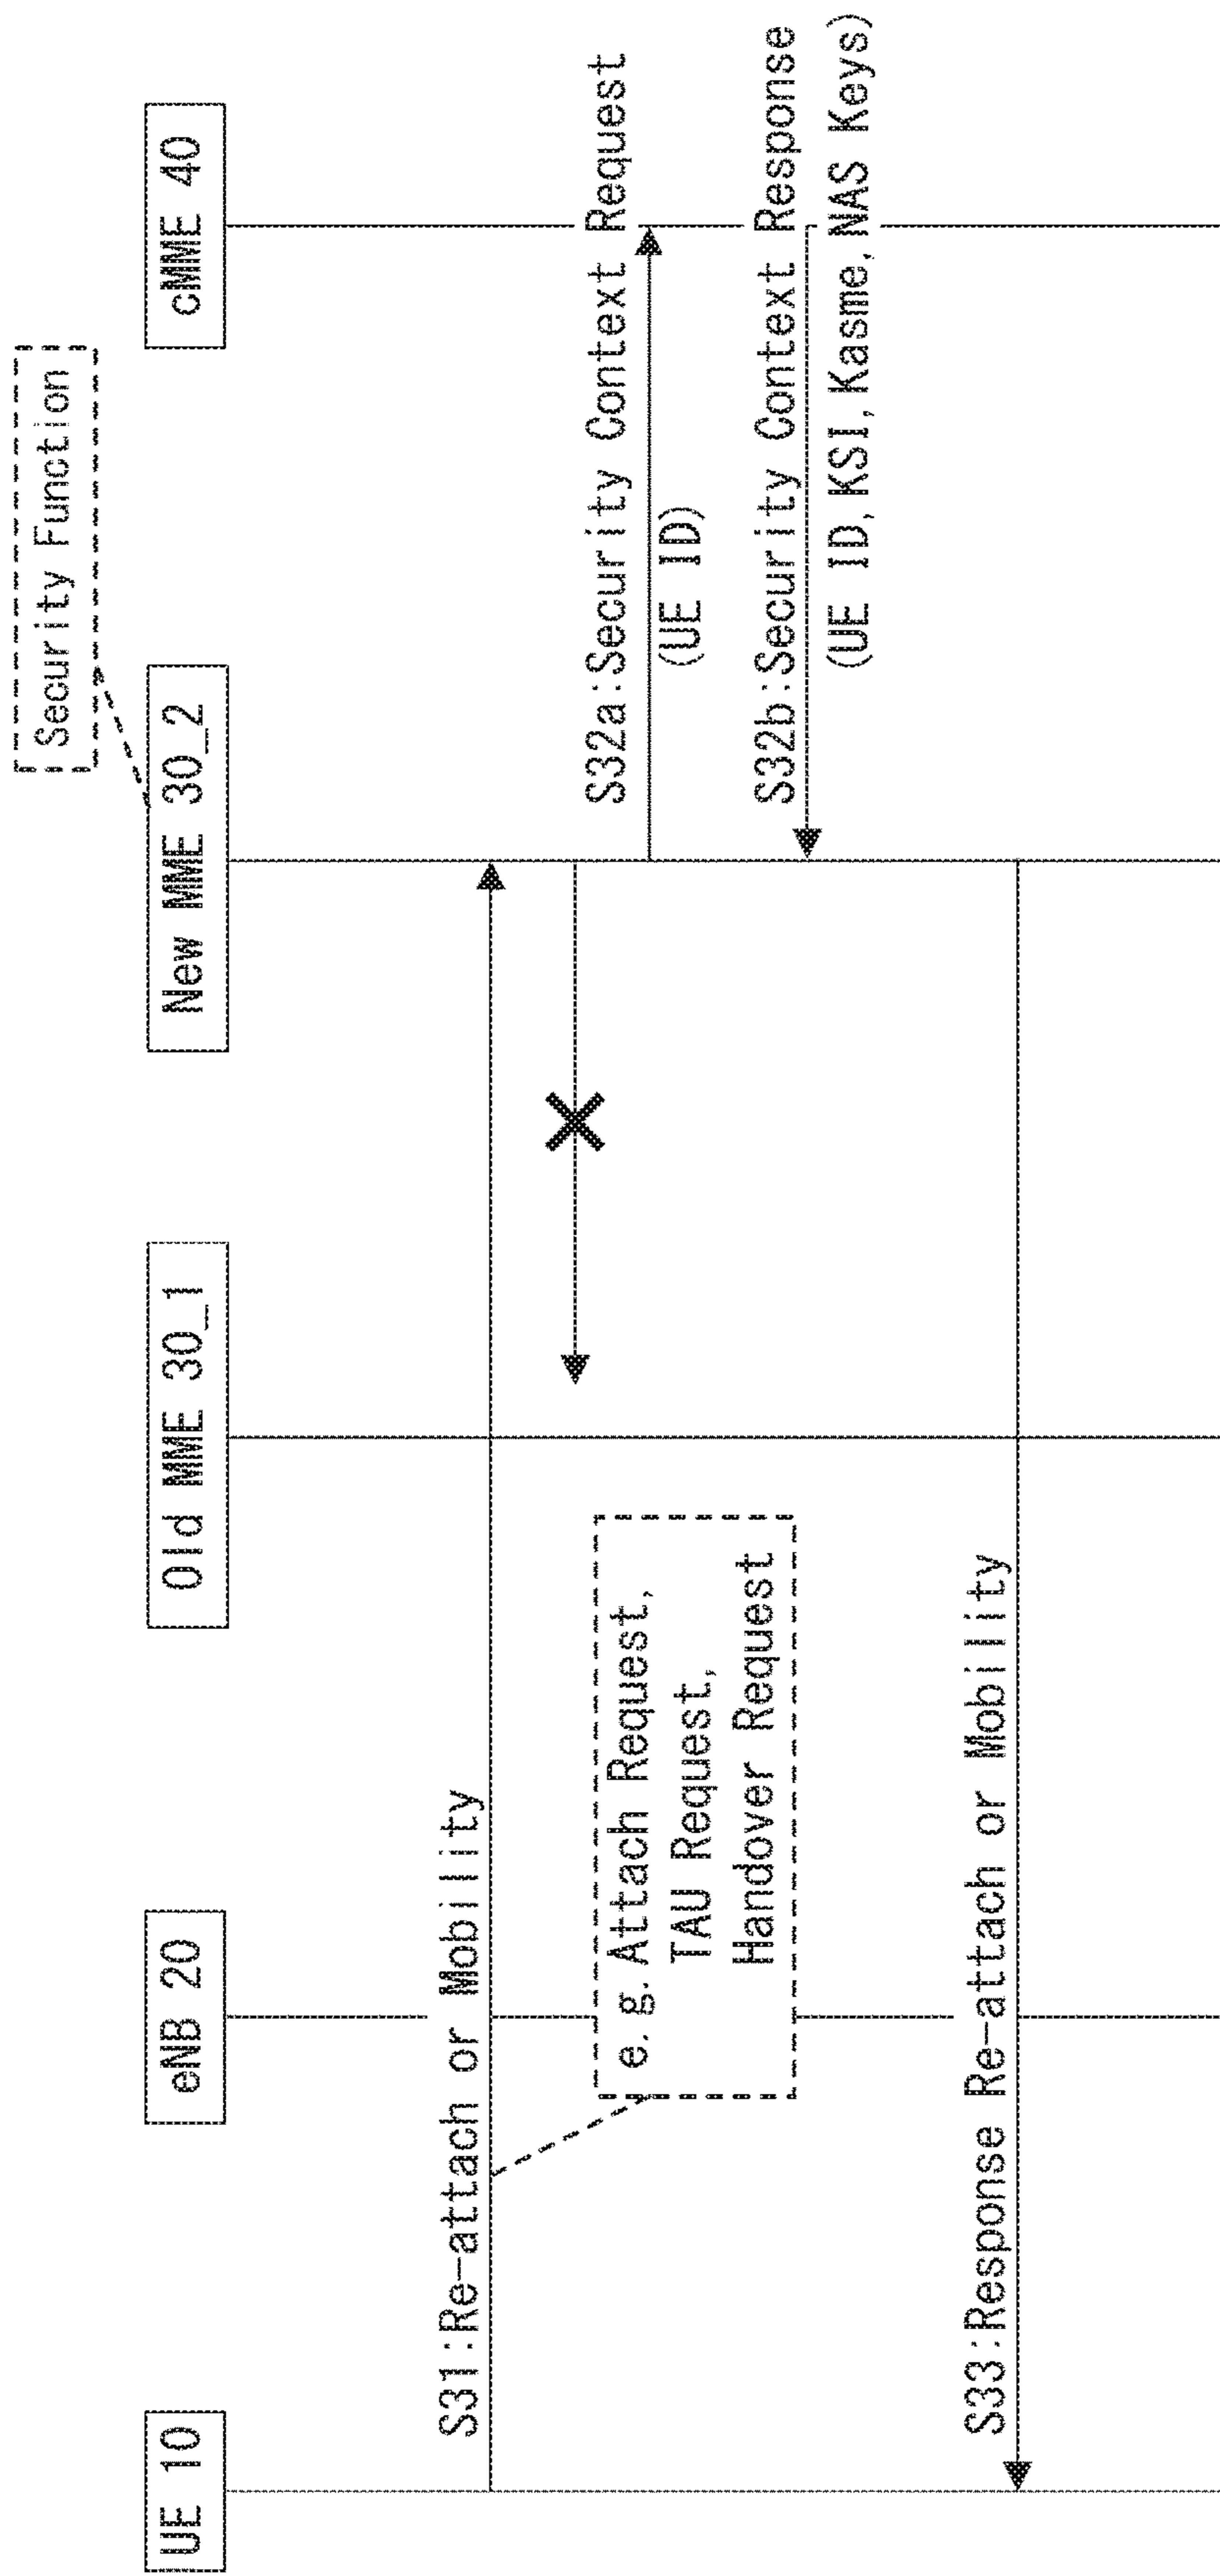 Security Function
UE 10
eNB 20
Old MME 30_1
New MME 30_2
cMME 40
S31:Re-attach or Mobility
e.g. Attach Request,
TAU Request,
Handover Request
S32a:Security Context Request
(UE ID)
S32b:Security Context Response
(UE ID, KSI, Kasme, NAS Keys)
S33:Response Re-attach or Mobility